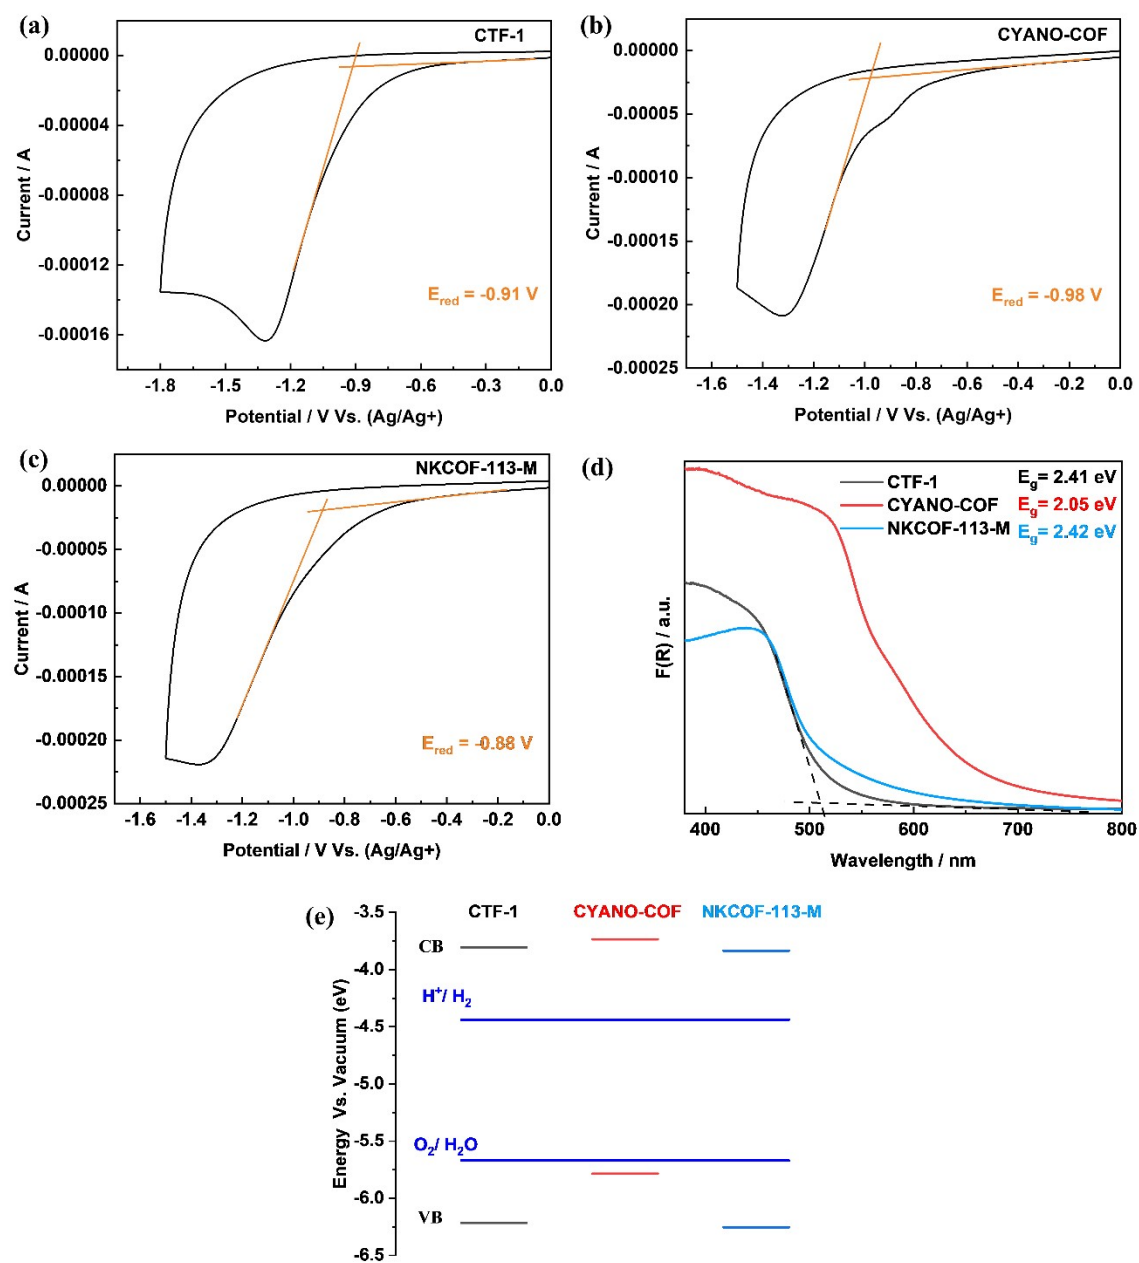 (a)
CTF-1
0.00000
-0.00004
-0.00008
-0.00012
-0.00016
Current / A
E_red = -0.91 V
-1.8 -1.5 -1.2 -0.9 -0.6 -0.3 0.0
Potential / V Vs. (Ag/Ag+)
(b)
CYANO-COF
0.00000
-0.00005
-0.00010
-0.00015
-0.00020
-0.00025
Current / A
E_red = -0.98 V
-1.6 -1.4 -1.2 -1.0 -0.8 -0.6 -0.4 -0.2 0.0
Potential / V Vs. (Ag/Ag+)
(c)
NKCOF-113-M
0.00000
-0.00005
-0.00010
-0.00015
-0.00020
-0.00025
Current / A
E_red = -0.88 V
-1.6 -1.4 -1.2 -1.0 -0.8 -0.6 -0.4 -0.2 0.0
Potential / V Vs. (Ag/Ag+)
(d)
CTF-1 E_g= 2.41 eV
CYANO-COF E_g= 2.05 eV
NKCOF-113-M E_g= 2.42 eV
F(R) / a.u.
400 500 600 700 800
Wavelength / nm
(e)
CTF-1 CYANO-COF NKCOF-113-M
-3.5
-4.0
-4.5
-5.0
-5.5
-6.0
-6.5
Energy Vs. Vacuum (eV)
CB
H⁺/ H₂
O₂/ H₂O
VB